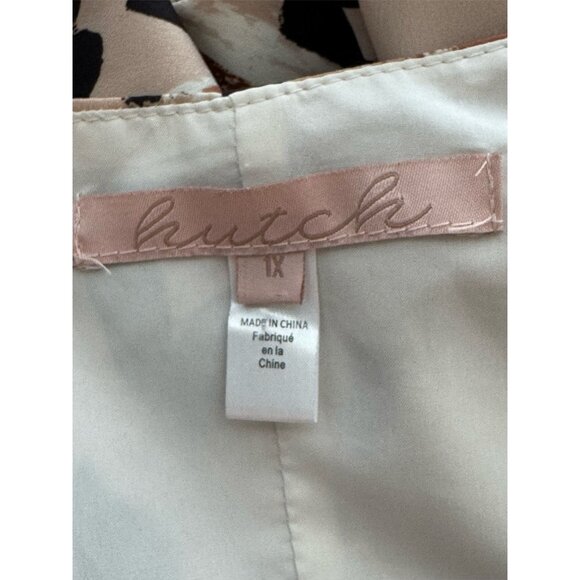 hutch
1X
MADE IN CHINA
Fabriqué
en la
Chine